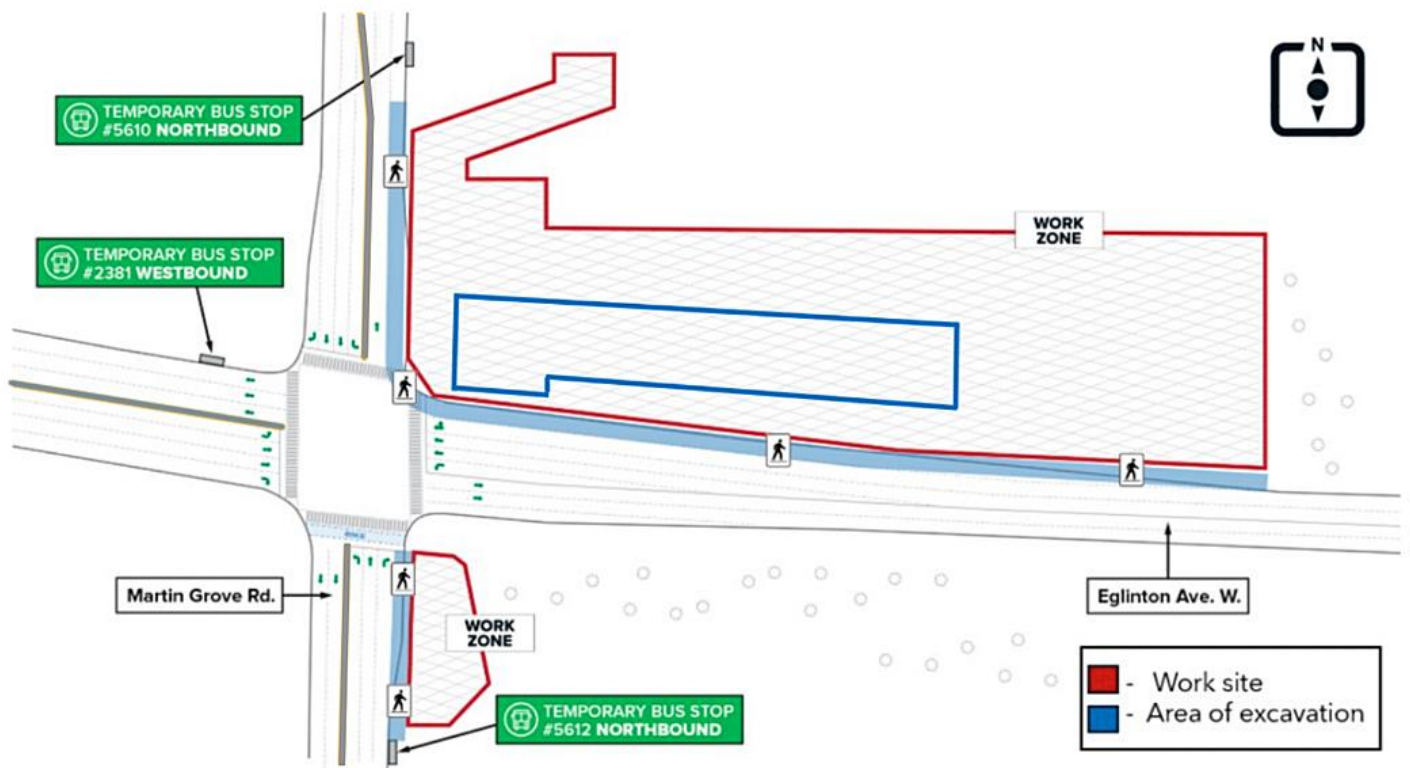 N
TEMPORARY BUS STOP
#5610 NORTHBOUND
WORK
ZONE
TEMPORARY BUS STOP
#2381 WESTBOUND
Martin Grove Rd.
WORK
ZONE
Eglinton Ave. W.
TEMPORARY BUS STOP
#5612 NORTHBOUND
- Work site
- Area of excavation